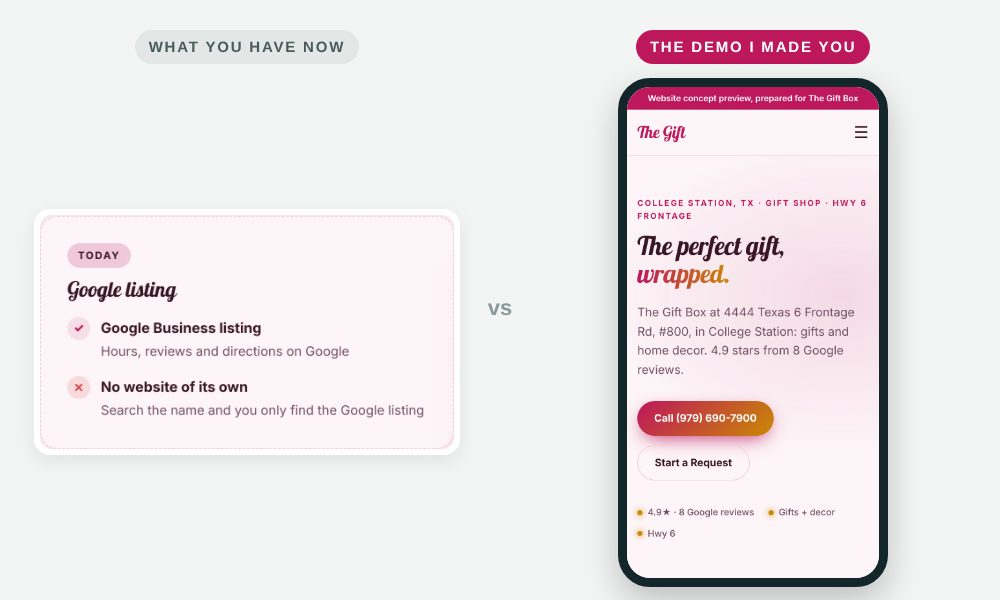 WHAT YOU HAVE NOW
TODAY
Google listing
Google Business listing
Hours, reviews and directions on Google
No website of its own
Search the name and you only find the Google listing
vs
THE DEMO I MADE YOU
Website concept preview, prepared for The Gift Box
The Gift
COLLEGE STATION, TX · GIFT SHOP · HWY 6
FRONTAGE
The perfect gift,
wrapped.
The Gift Box at 4444 Texas 6 Frontage
Rd, #800, in College Station: gifts and
home decor. 4.9 stars from 8 Google
reviews.
Call (979) 690-7900
Start a Request
4.9★ · 8 Google reviews
Gifts + decor
Hwy 6